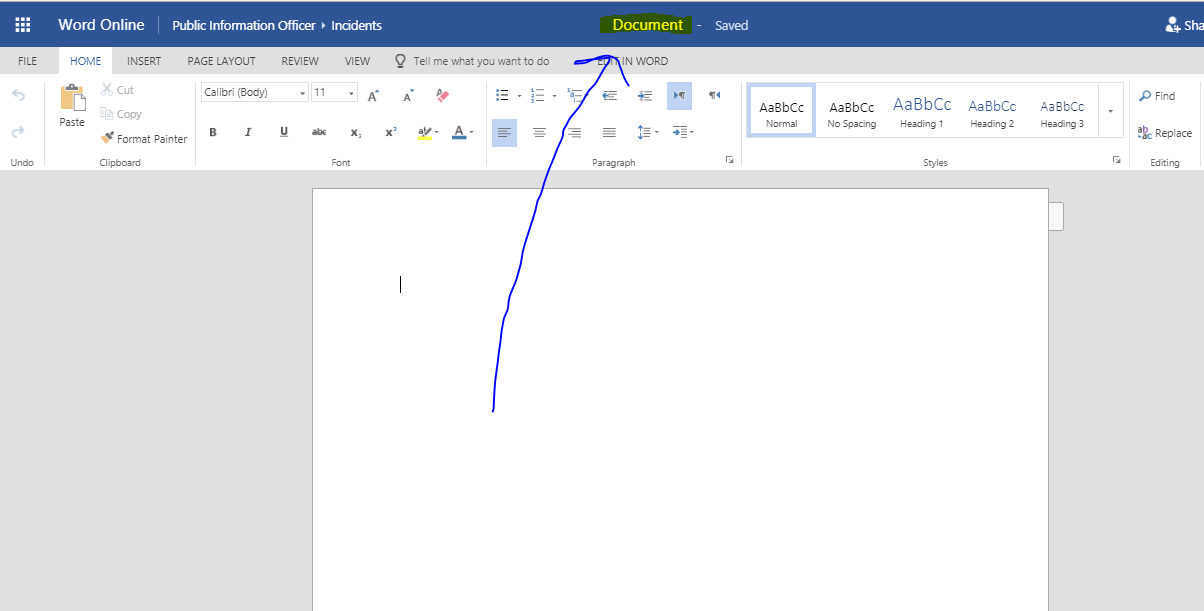 Word Online Public Information Officer › Incidents Document - Saved Sha
FILE HOME INSERT PAGE LAYOUT REVIEW VIEW Tell me what you want to do EDIT IN WORD
Paste
Cut
Copy
Format Painter
Calibri (Body) 11 A A
B I U abc x₂ x² A
AaBbCc AaBbCc AaBbCc AaBbCc AaBbCc
Normal No Spacing Heading 1 Heading 2 Heading 3
Find
Replace
Undo Clipboard Font Paragraph Styles Editing